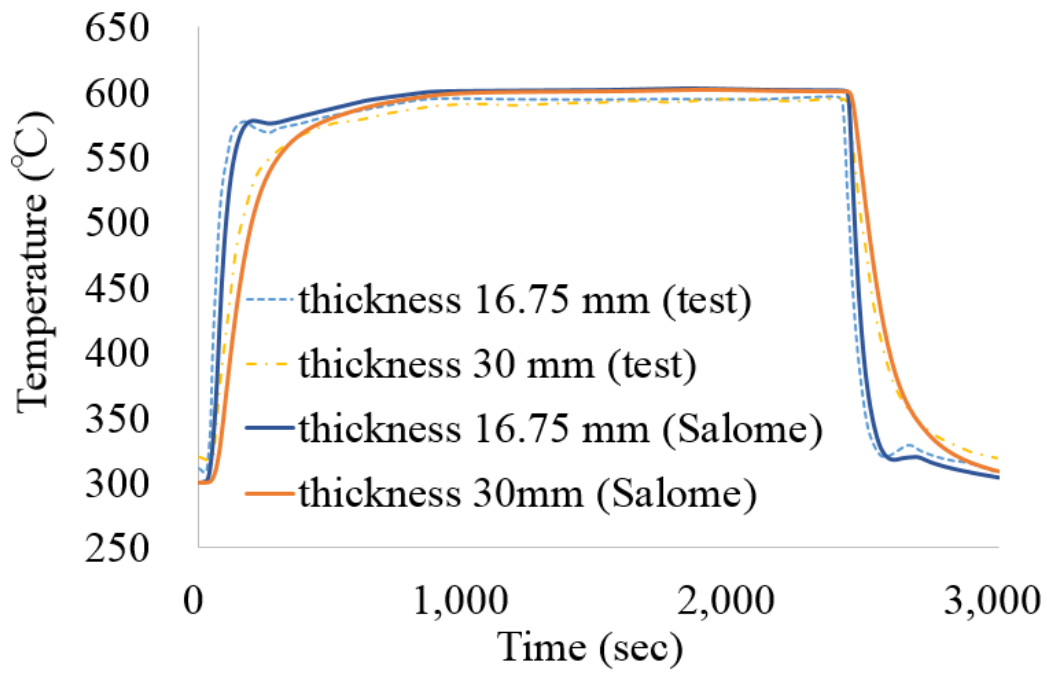 650
600
550
500
450
400
350
300
250
Temperature (℃)
thickness 16.75 mm (test)
thickness 30 mm (test)
thickness 16.75 mm (Salome)
thickness 30mm (Salome)
0
1,000
2,000
3,000
Time (sec)